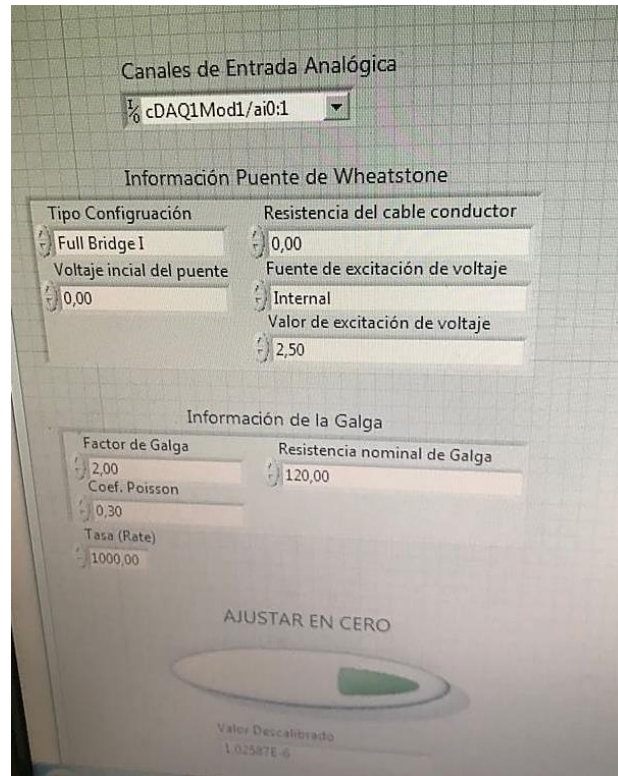 Canales de Entrada Analógica
I/O cDAQ1Mod1/ai0:1
Información Puente de Wheatstone
Tipo Configruación
Full Bridge I
Voltaje incial del puente
0,00
Resistencia del cable conductor
0,00
Fuente de excitación de voltaje
Internal
Valor de excitación de voltaje
2,50
Información de la Galga
Factor de Galga
2,00
Coef. Poisson
0,30
Tasa (Rate)
1000,00
Resistencia nominal de Galga
120,00
AJUSTAR EN CERO
Valor Descalibrado
1,02587E-6